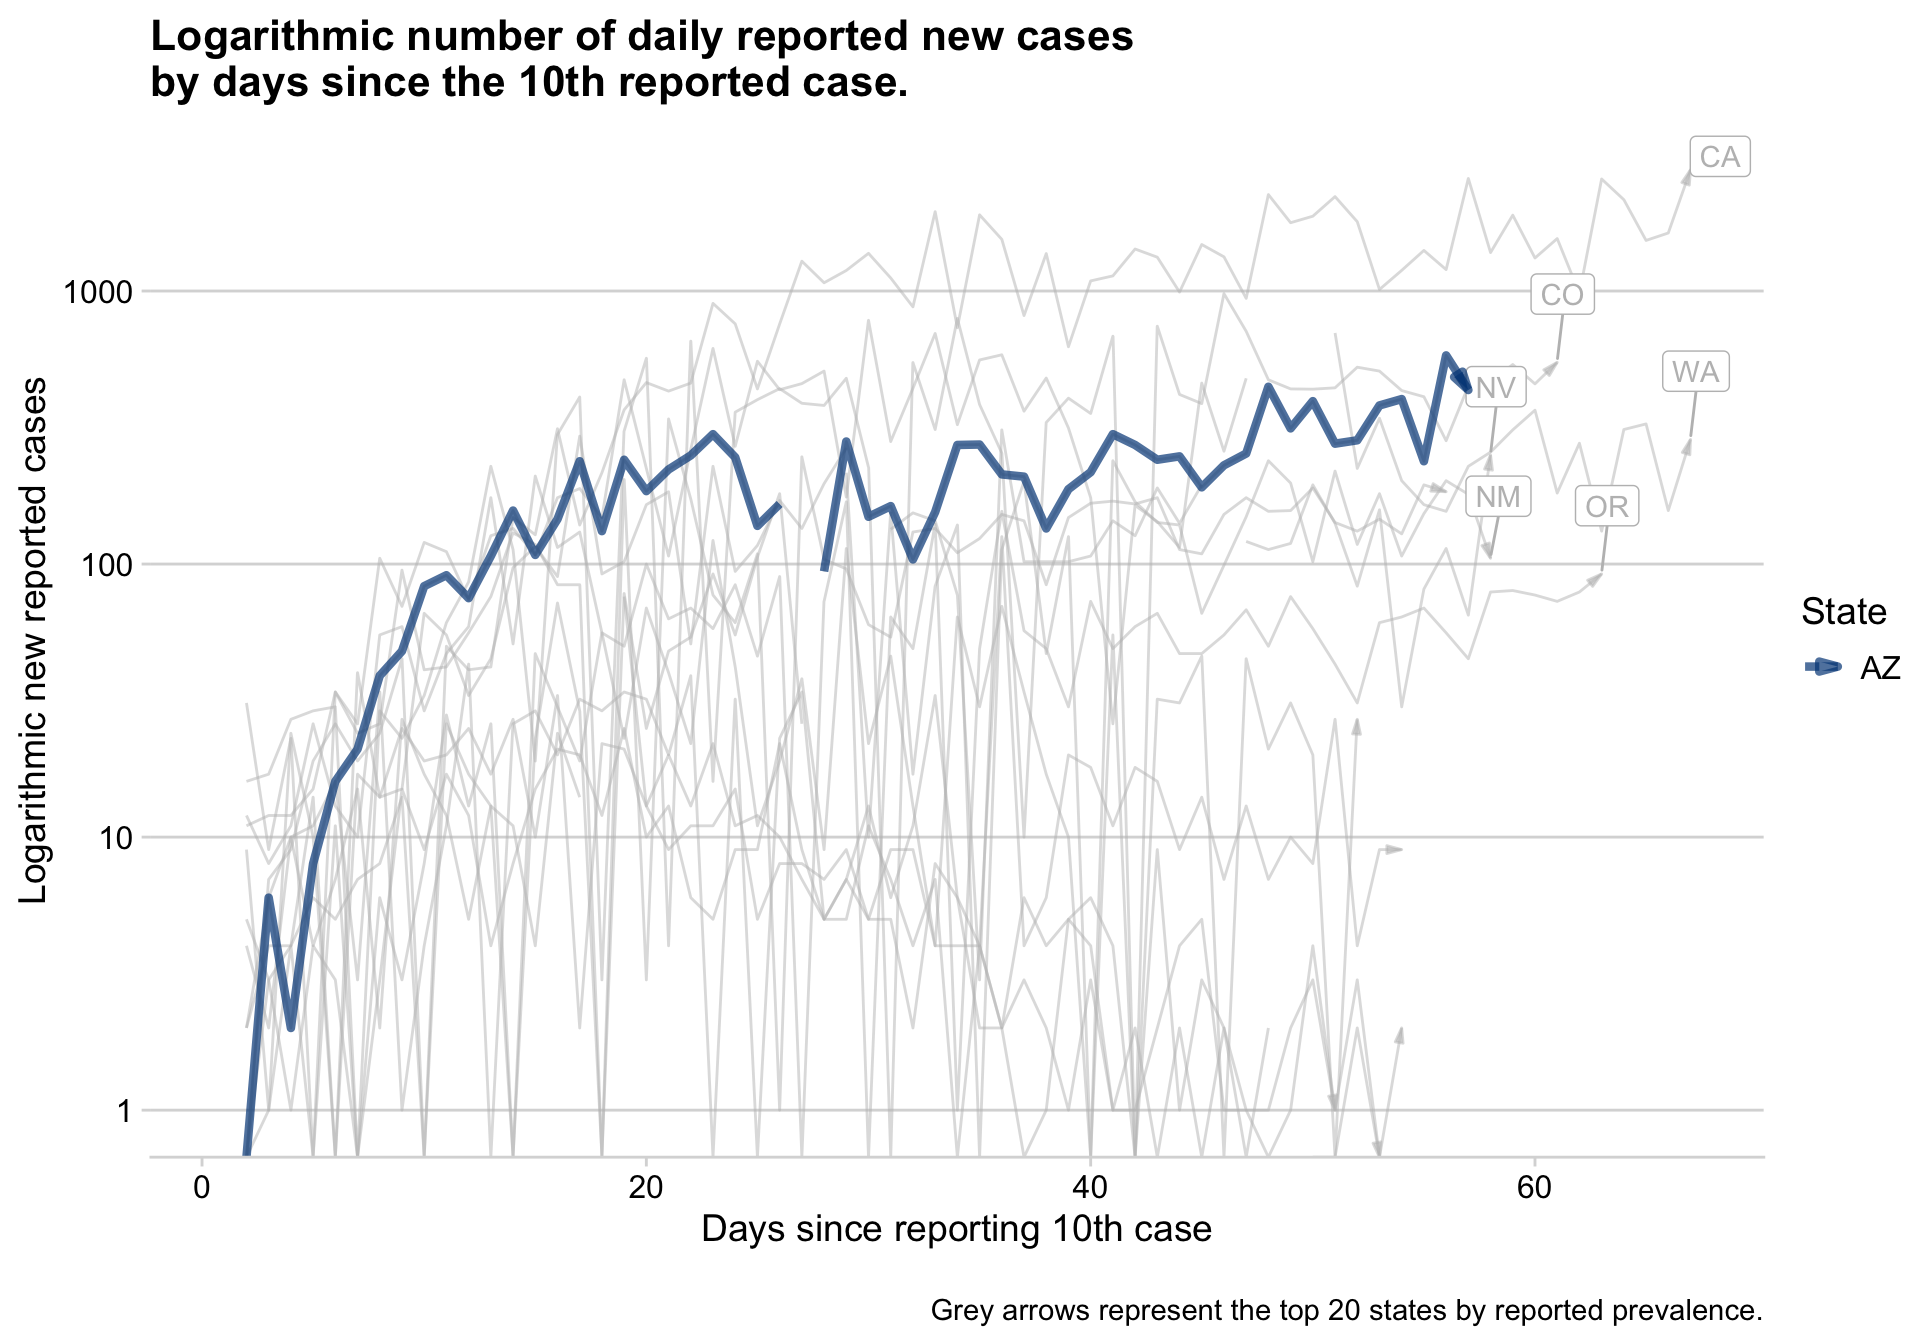 Logarithmic number of daily reported new cases
by days since the 10th reported case.
Logarithmic new reported cases
1000
100
10
1
CA
CO
WA
NV
NM
OR
State
AZ
0
20
40
60
Days since reporting 10th case
Grey arrows represent the top 20 states by reported prevalence.